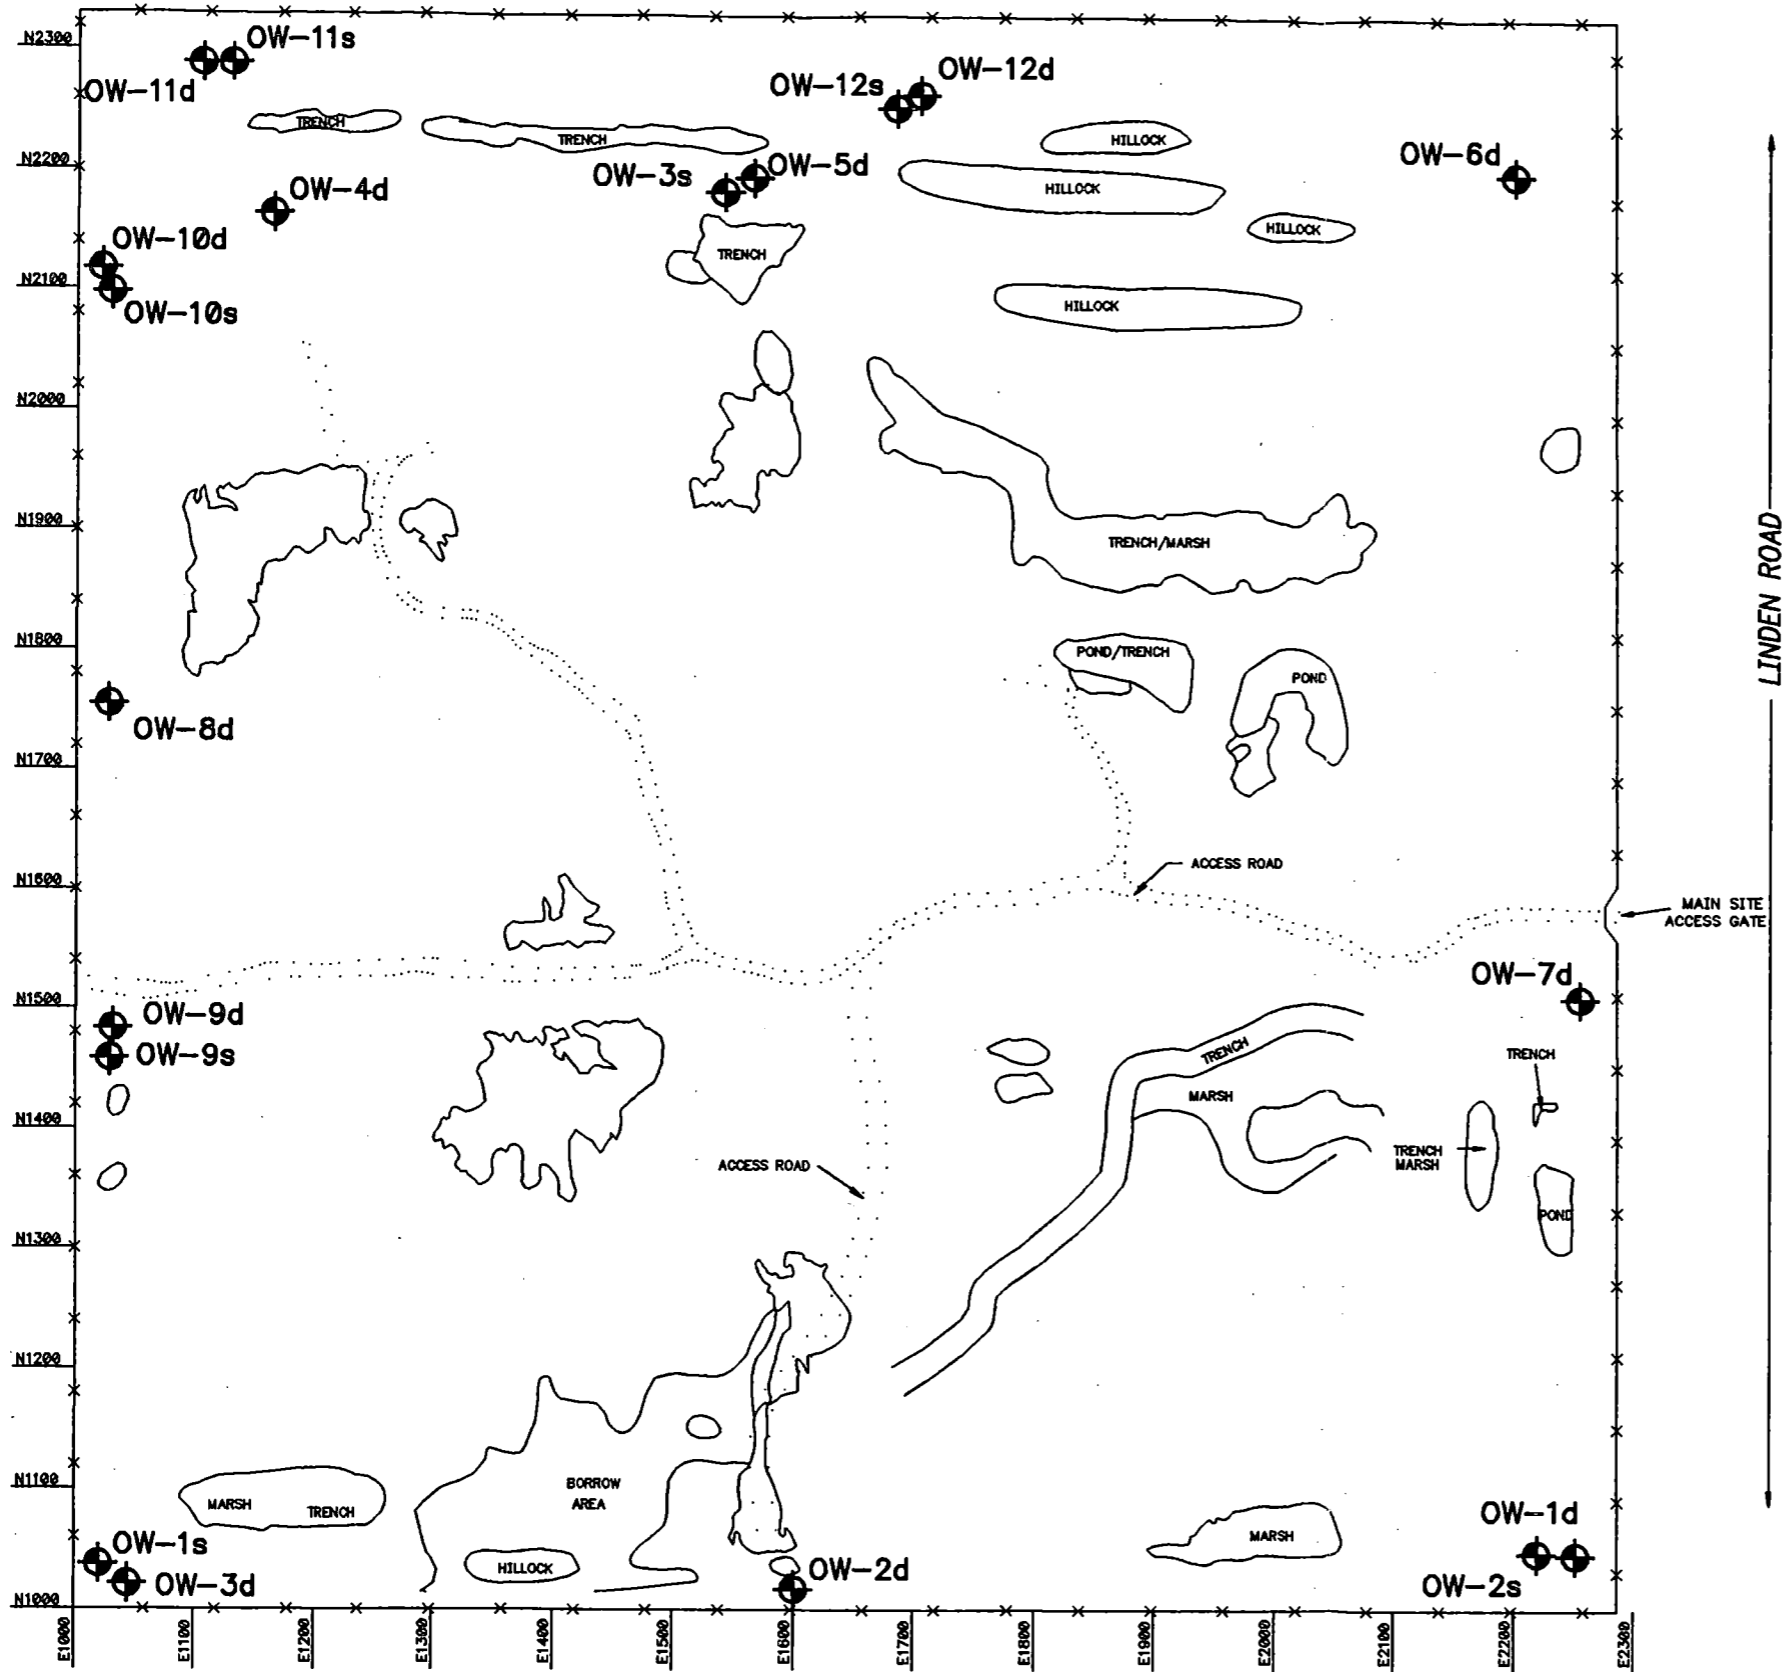 N2300
OW-11s
OW-11d
OW-12d
OW-12s
TRENCH
TRENCH
HILLOCK
N2200
OW-3s
OW-5d
OW-6d
OW-4d
HILLOCK
HILLOCK
OW-10d
TRENCH
N2100
OW-10s
HILLOCK
N2000
N1900
TRENCH/MARSH
LINDEN ROAD
N1800
POND/TRENCH
POND
OW-8d
N1700
ACCESS ROAD
N1600
MAIN SITE
ACCESS GATE
OW-7d
N1500
OW-9d
OW-9s
TRENCH
TRENCH
MARSH
N1400
TRENCH
MARSH
ACCESS ROAD
POND
N1300
N1200
N1100
BORROW
AREA
MARSH
TRENCH
OW-1d
MARSH
OW-1s
HILLOCK
OW-2d
OW-3d
OW-2s
N1000
E1000
E1100
E1200
E1300
E1400
E1500
E1600
E1700
E1800
E1900
E2000
E2100
E2200
E2300